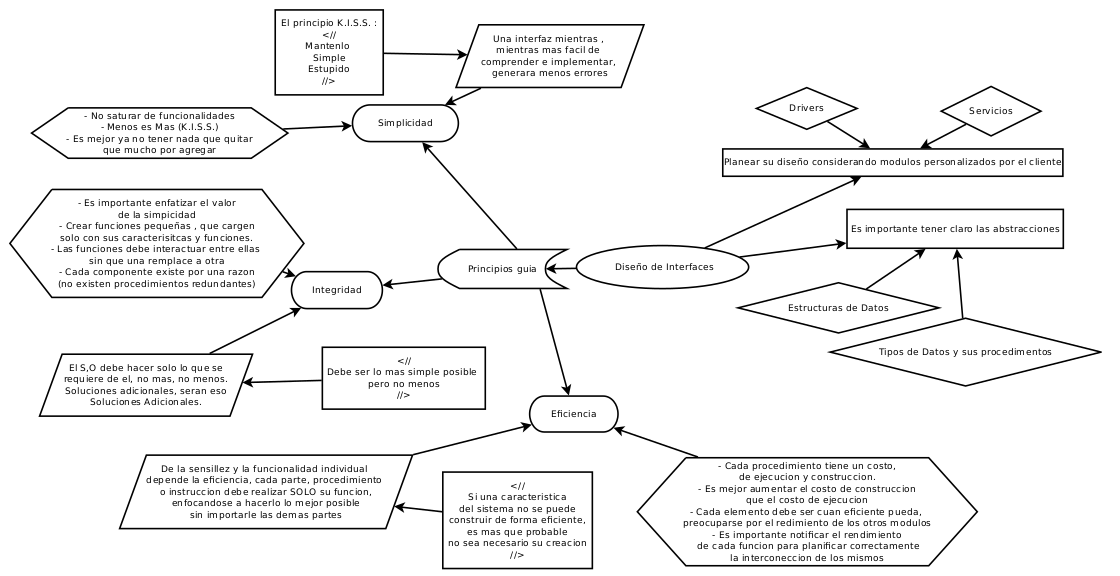 El principio K.I.S.S. :
<//
Mantenlo
Simple
Estupido
//>
Una interfaz mientras ,
mientras mas facil de
comprender e implementar,
generara menos errores
- No saturar de funcionalidades
- Menos es Mas (K.I.S.S.)
- Es mejor ya no tener nada que quitar
que mucho por agregar
Simplicidad
Drivers
Servicios
Planear su diseño considerando modulos personalizados por el cliente
- Es importante enfatizar el valor
de la simpicidad
- Crear funciones pequeñas , que cargen
solo con sus caracterisitcas y funciones.
- Las funciones debe interactuar entre ellas
sin que una remplace a otra
- Cada componente existe por una razon
(no existen procedimientos redundantes)
Es importante tener claro las abstracciones
Principios guia
Diseño de Interfaces
Integridad
Estructuras de Datos
Tipos de Datos y sus procedimentos
El S,O debe hacer solo lo que se
requiere de el, no mas, no menos.
Soluciones adicionales, seran eso
Soluciones Adicionales.
<//
Debe ser lo mas simple posible
pero no menos
//>
Eficiencia
De la sensillez y la funcionalidad individual
depende la eficiencia, cada parte, procedimiento
o instruccion debe realizar SOLO su funcion,
enfocandose a hacerlo lo mejor posible
sin importarle las demas partes
<//
Si una caracteristica
del sistema no se puede
construir de forma eficiente,
es mas que probable
no sea necesario su creacion
//>
- Cada procedimiento tiene un costo,
de ejecucion y construccion.
- Es mejor aumentar el costo de construccion
que el costo de ejecucion
- Cada elemento debe ser cuan eficiente pueda,
preocuparse por el redimiento de los otros modulos
- Es importante notificar el rendimiento
de cada funcion para planificar correctamente
la interconeccion de los mismos